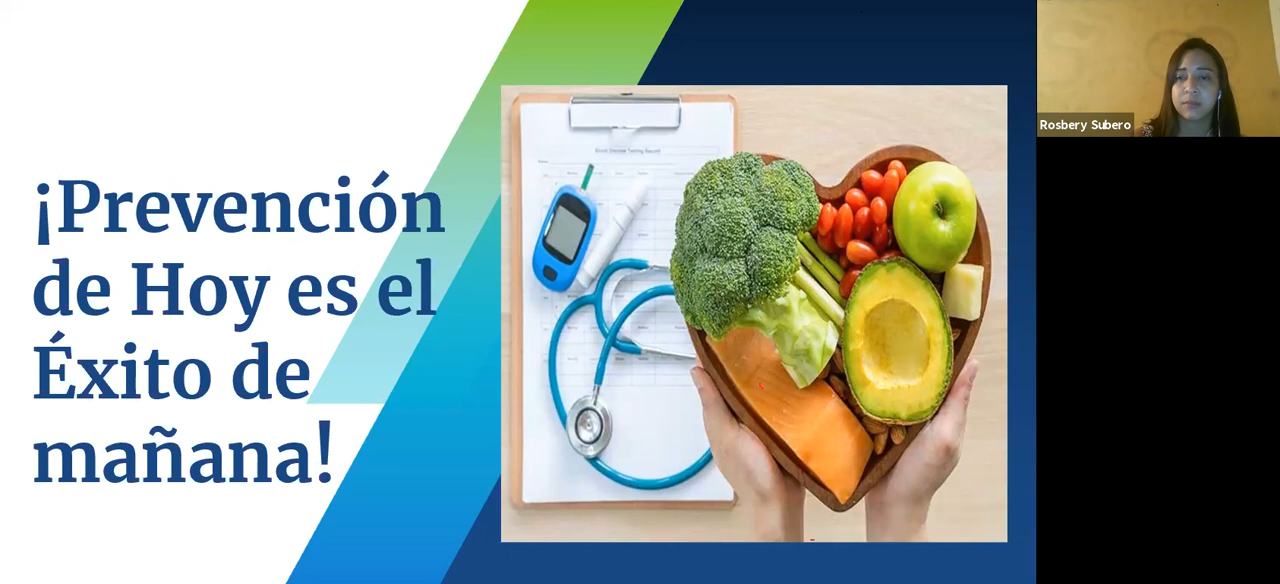 ¡Prevención
de Hoy es el
Éxito de
mañana!
Rosbery Subero